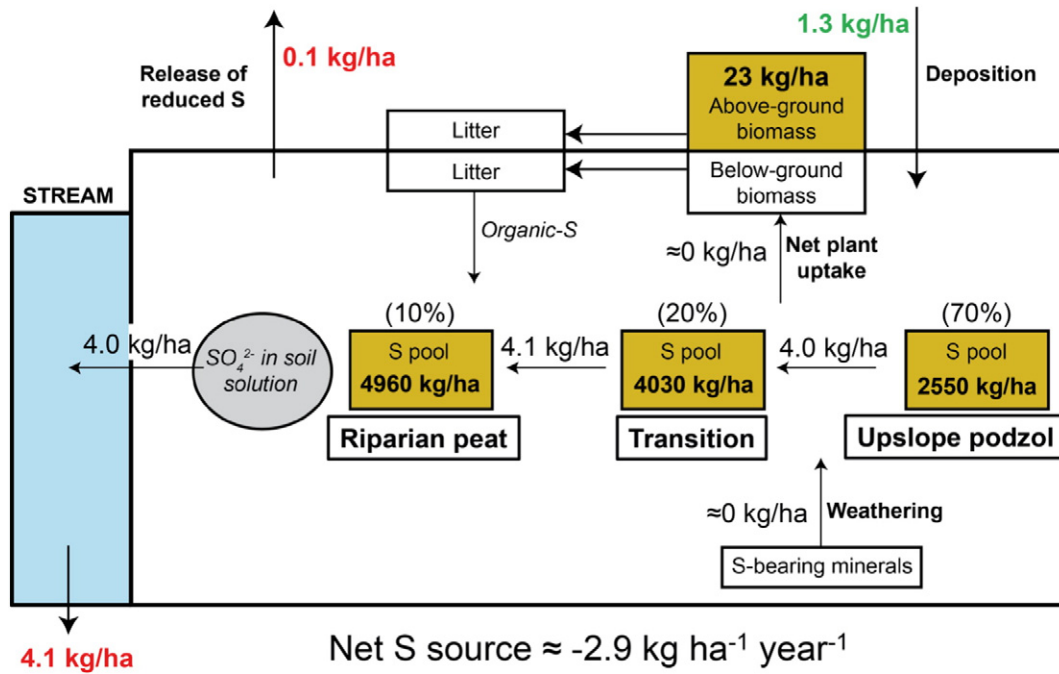 0.1 kg/ha
Release of
reduced S
1.3 kg/ha
Deposition
23 kg/ha
Above-ground
biomass
Litter
Litter
Below-ground
biomass
STREAM
Organic-S
≈0 kg/ha
Net plant
uptake
(10%)
(20%)
(70%)
4.0 kg/ha
SO₄²⁻ in soil
solution
S pool
4960 kg/ha
4.1 kg/ha
S pool
4030 kg/ha
4.0 kg/ha
S pool
2550 kg/ha
Riparian peat
Transition
Upslope podzol
≈0 kg/ha
Weathering
S-bearing minerals
4.1 kg/ha
Net S source ≈ -2.9 kg ha⁻¹ year⁻¹